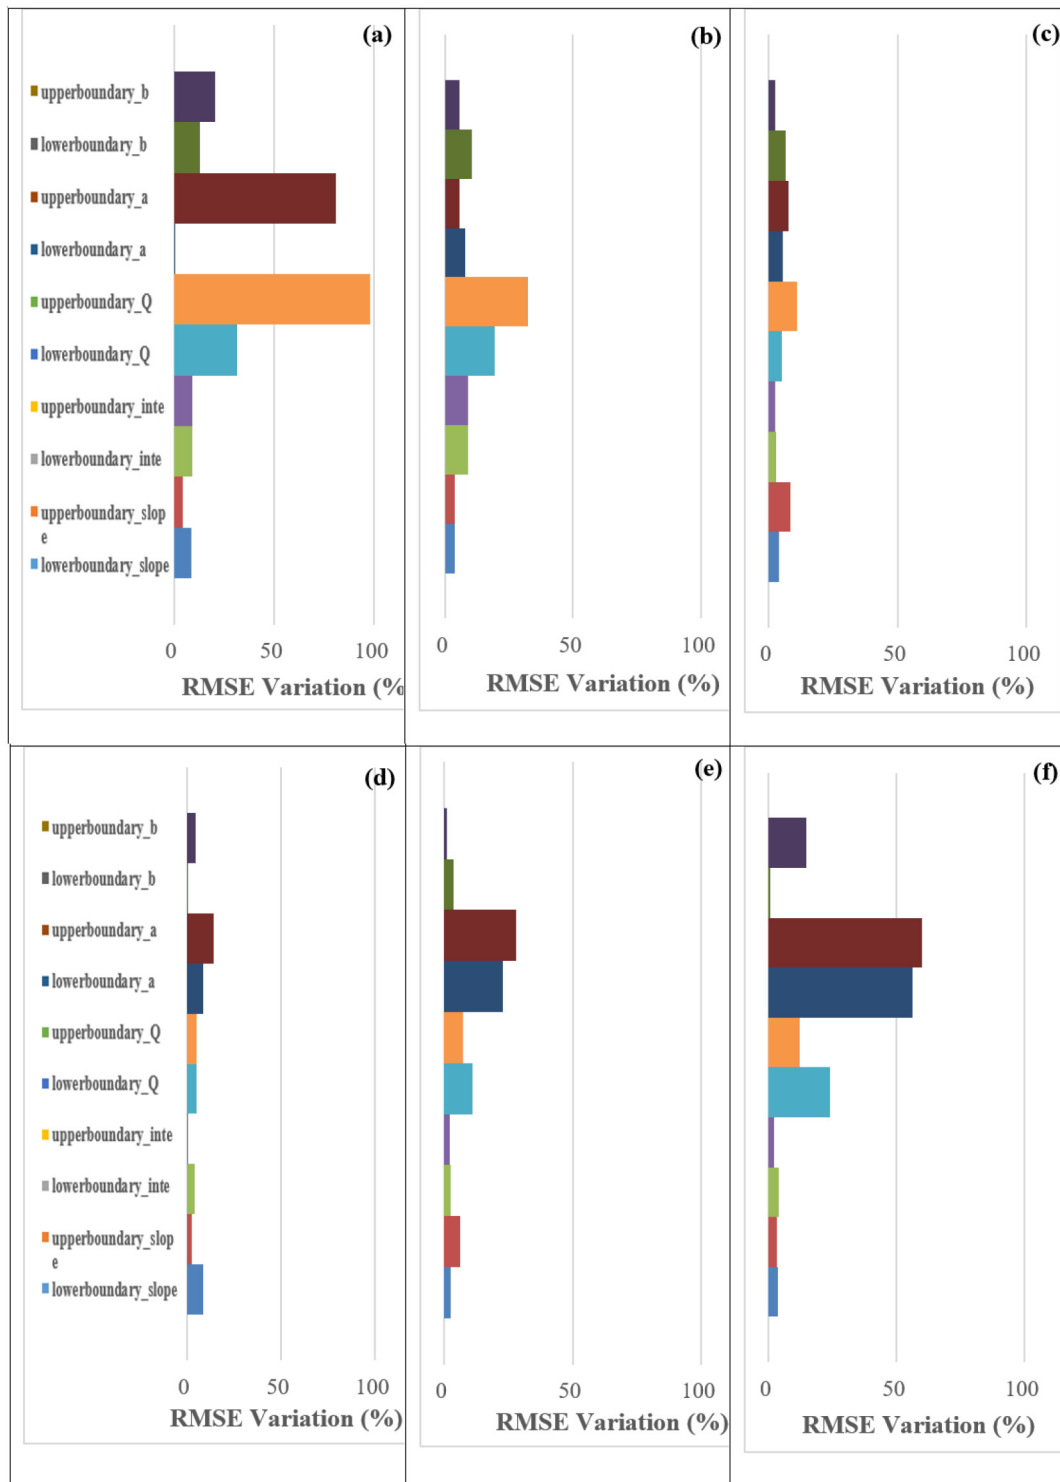 (a)
upperboundary_b
lowerboundary_b
upperboundary_a
lowerboundary_a
upperboundary_Q
lowerboundary_Q
upperboundary_inte
lowerboundary_inte
upperboundary_slop
e
lowerboundary_slope
0 50 100
RMSE Variation (%
(b)
0 50 100
RMSE Variation (%)
(c)
0 50 100
RMSE Variation (%)
(d)
upperboundary_b
lowerboundary_b
upperboundary_a
lowerboundary_a
upperboundary_Q
lowerboundary_Q
upperboundary_inte
lowerboundary_inte
upperboundary_slop
e
lowerboundary_slope
0 50 100
RMSE Variation (%)
(e)
0 50 100
RMSE Variation (%)
(f)
0 50 100
RMSE Variation (%)